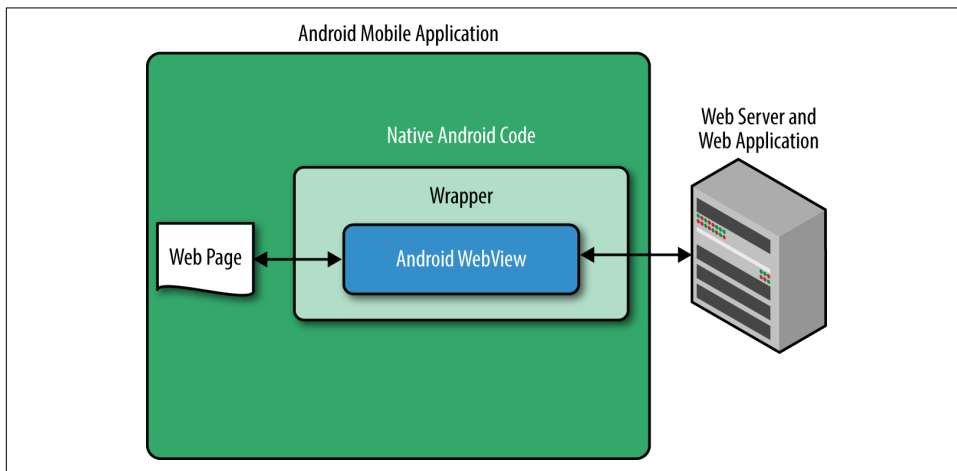 Android Mobile Application
Native Android Code
Web Server and
Web Application
Wrapper
Web Page
Android WebView